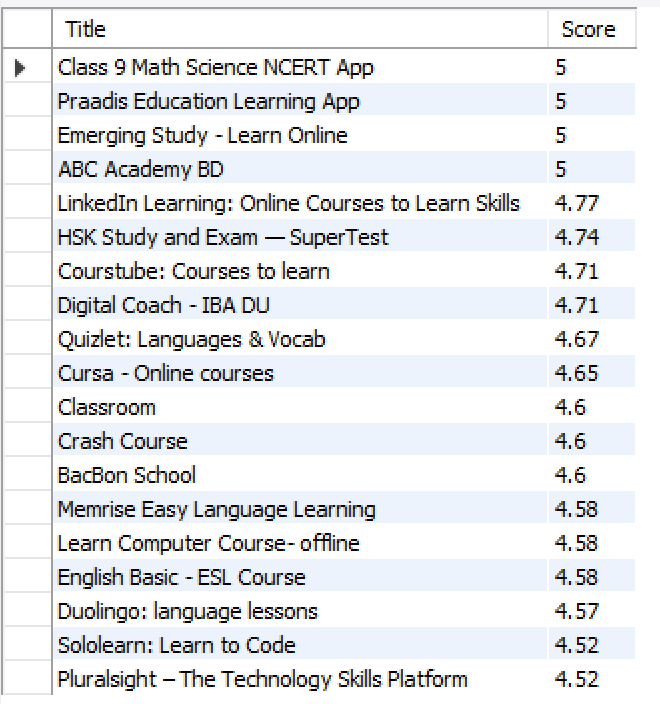 Title Score
Class 9 Math Science NCERT App 5
Praadis Education Learning App 5
Emerging Study - Learn Online 5
ABC Academy BD 5
LinkedIn Learning: Online Courses to Learn Skills 4.77
HSK Study and Exam — SuperTest 4.74
Courstube: Courses to learn 4.71
Digital Coach - IBA DU 4.71
Quizlet: Languages & Vocab 4.67
Cursa - Online courses 4.65
Classroom 4.6
Crash Course 4.6
BacBon School 4.6
Memrise Easy Language Learning 4.58
Learn Computer Course- offline 4.58
English Basic - ESL Course 4.58
Duolingo: language lessons 4.57
Sololearn: Learn to Code 4.52
Pluralsight – The Technology Skills Platform 4.52